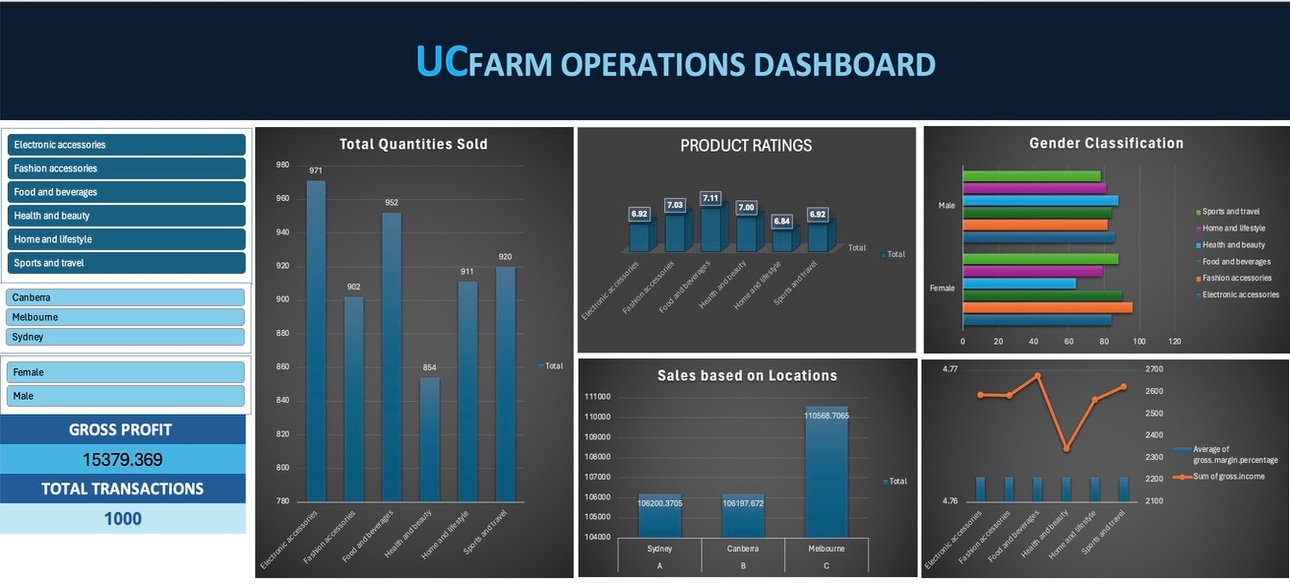 UCFARM OPERATIONS DASHBOARD
Electronic accessories
Fashion accessories
Food and beverages
Health and beauty
Home and lifestyle
Sports and travel
Canberra
Melbourne
Sydney
Female
Male
GROSS PROFIT
15379.369
TOTAL TRANSACTIONS
1000
Total Quantities Sold
980
960
940
920
900
880
860
840
820
800
780
971
902
952
854
911
920
Electronic accessories
Fashion accessories
Food and beverages
Health and beauty
Home and lifestyle
Sports and travel
Total
PRODUCT RATINGS
6.92
7.03
7.11
7.00
6.84
6.92
Total
Total
Electronic accessories
Fashion accessories
Food and beverages
Health and beauty
Home and lifestyle
Sports and travel
Gender Classification
Male
Female
0 20 40 60 80 100 120
Sports and travel
Home and lifestyle
Health and beauty
Food and beverages
Fashion accessories
Electronic accessories
Sales based on Locations
111000
110000
109000
108000
107000
106000
105000
104000
106200.3705
106197.672
110568.7065
Sydney Canberra Melbourne
A B C
Total
4.77
4.76
2700
2600
2500
2400
2300
2200
2100
Electronic accessories
Fashion accessories
Food and beverages
Health and beauty
Home and lifestyle
Sports and travel
Average of
gross.margin.percentage
Sum of gross.income